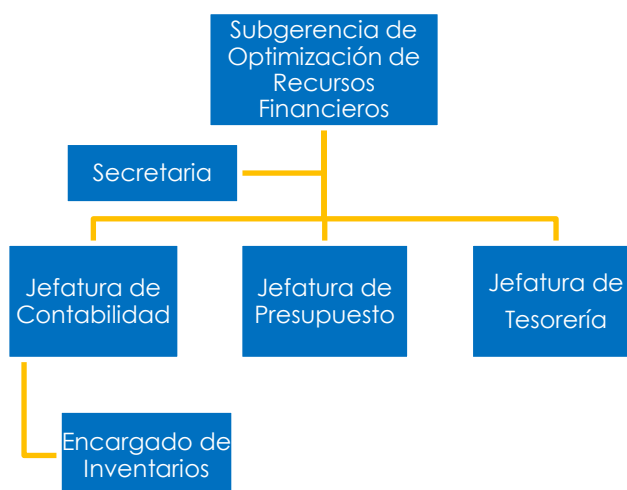 Subgerencia de
Optimización de
Recursos
Financieros
Secretaria
Jefatura de
Contabilidad
Jefatura de
Presupuesto
Jefatura de
Tesorería
Encargado de
Inventarios